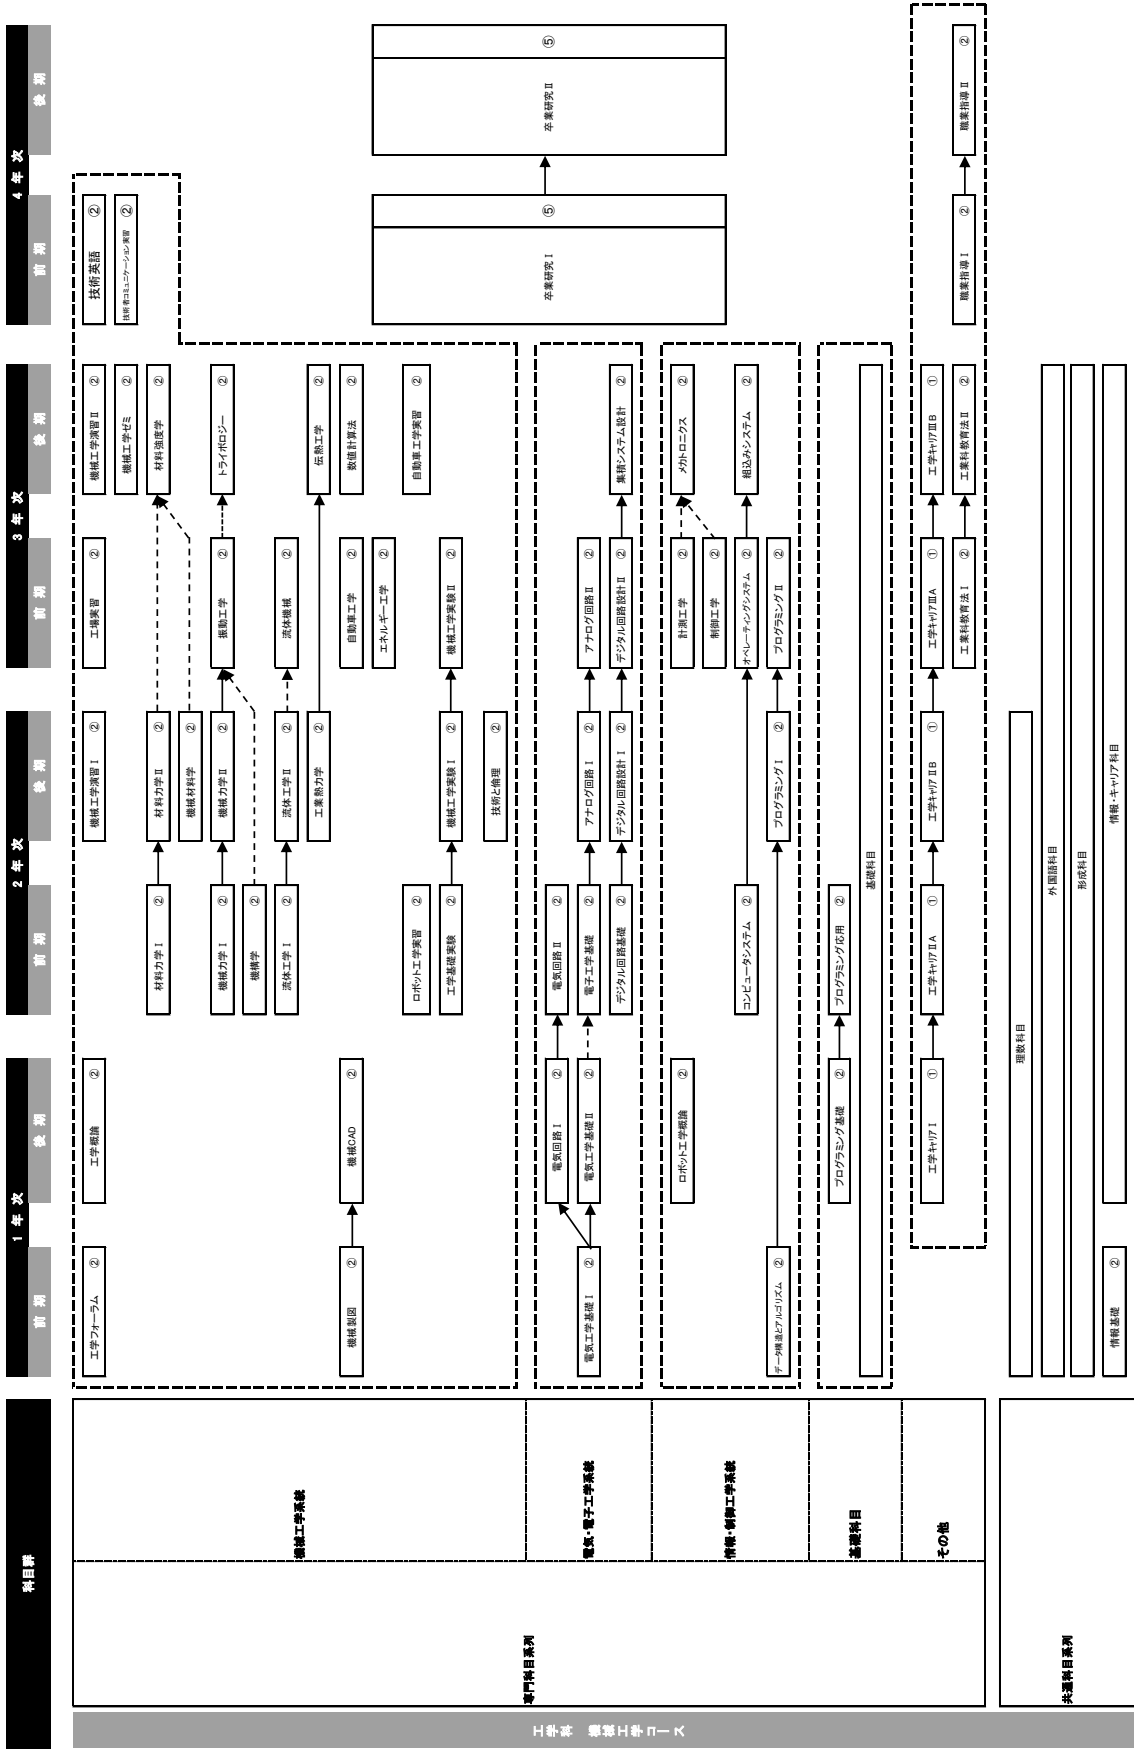 工学科　機械工学コース
科目群
1 年 次
2 年 次
3 年 次
4 年 次
前 期
後 期
前 期
後 期
前 期
後 期
前 期
後 期
専門科目系列
機械工学系統
工学フォーラム ②
工学概論 ②
機械工学演習Ⅰ ②
工場実習 ②
機械工学演習Ⅱ ②
技術英語 ②
機械工学ゼミ ②
技術者コミュニケーション実習 ②
材料力学Ⅰ ②
材料力学Ⅱ ②
材料強度学 ②
機械材料学 ②
機械力学Ⅰ ②
機械力学Ⅱ ②
振動工学 ②
トライボロジー ②
機構学 ②
流体工学Ⅰ ②
流体工学Ⅱ ②
流体機械 ②
工業熱力学 ②
伝熱工学 ②
機械製図 ②
機械CAD ②
自動車工学 ②
数値計算法 ②
エネルギー工学 ②
ロボット工学実習 ②
自動車工学実習 ②
工学基礎実験 ②
機械工学実験Ⅰ ②
機械工学実験Ⅱ ②
技術と倫理 ②
卒業研究Ⅰ ⑤
卒業研究Ⅱ ⑤
電気・電子工学系統
電気回路Ⅰ ②
電気回路Ⅱ ②
電気工学基礎Ⅰ ②
電気工学基礎Ⅱ ②
電子工学基礎 ②
アナログ回路Ⅰ ②
アナログ回路Ⅱ ②
デジタル回路基礎 ②
デジタル回路設計Ⅰ ②
デジタル回路設計Ⅱ ②
集積システム設計 ②
情報・制御工学系統
ロボット工学概論 ②
計測工学 ②
メカトロニクス ②
制御工学 ②
コンピュータシステム ②
オペレーティングシステム ②
組込みシステム ②
データ構造とアルゴリズム ②
プログラミングⅠ ②
プログラミングⅡ ②
基礎科目
プログラミング基礎 ②
プログラミング応用 ②
基礎科目
その他
工学キャリアⅠ ①
工学キャリアⅡA ①
工学キャリアⅡB ①
工学キャリアⅢA ①
工学キャリアⅢB ①
工業科教育法Ⅰ ②
工業科教育法Ⅱ ②
職業指導Ⅰ ②
職業指導Ⅱ ②
共通科目系列
理数科目
外国語科目
形成科目
情報基礎 ②
情報・キャリア科目